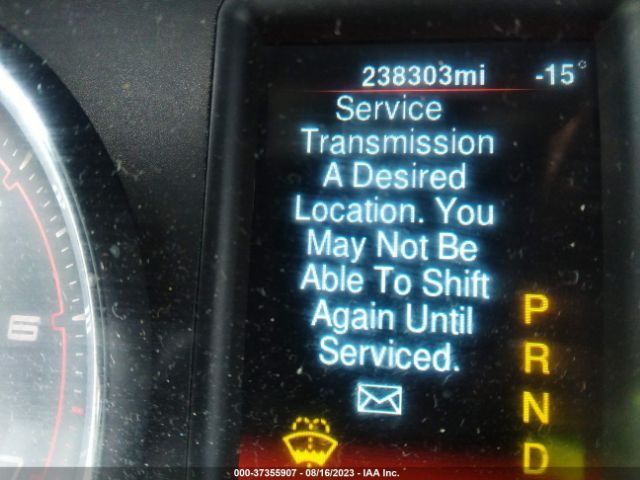 238303mi -15°
Service
Transmission
A Desired
Location. You
May Not Be
Able To Shift
Again Until
Serviced.
P
R
N
D
6
000-37355907 - 08/16/2023 - IAA Inc.